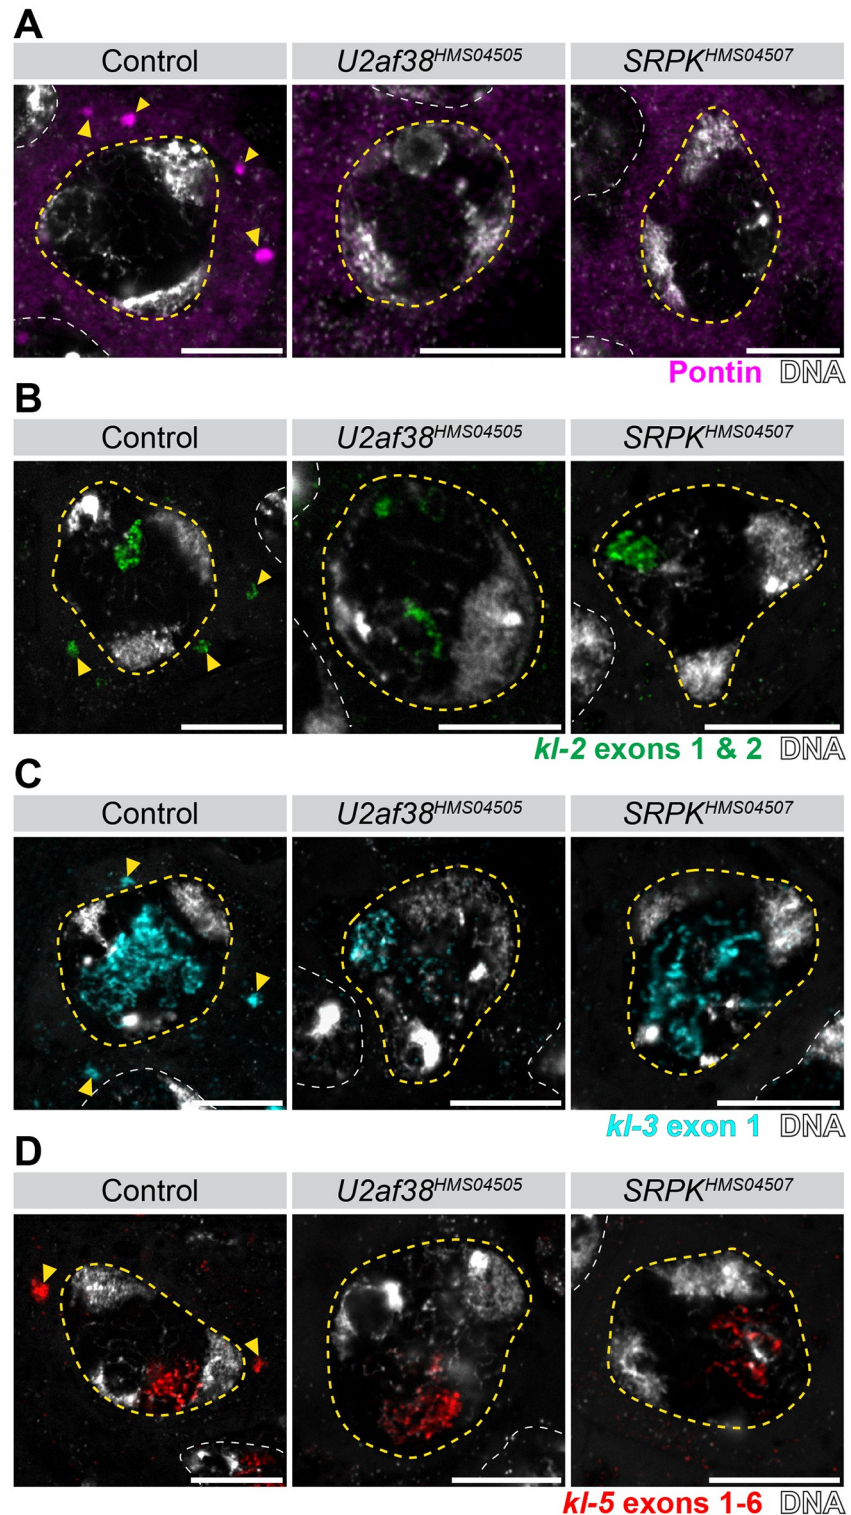 A
Control U2af38HMS04505 SRPKHMS04507
Pontin DNA
B
Control U2af38HMS04505 SRPKHMS04507
kl-2 exons 1 & 2 DNA
C
Control U2af38HMS04505 SRPKHMS04507
kl-3 exon 1 DNA
D
Control U2af38HMS04505 SRPKHMS04507
kl-5 exons 1-6 DNA